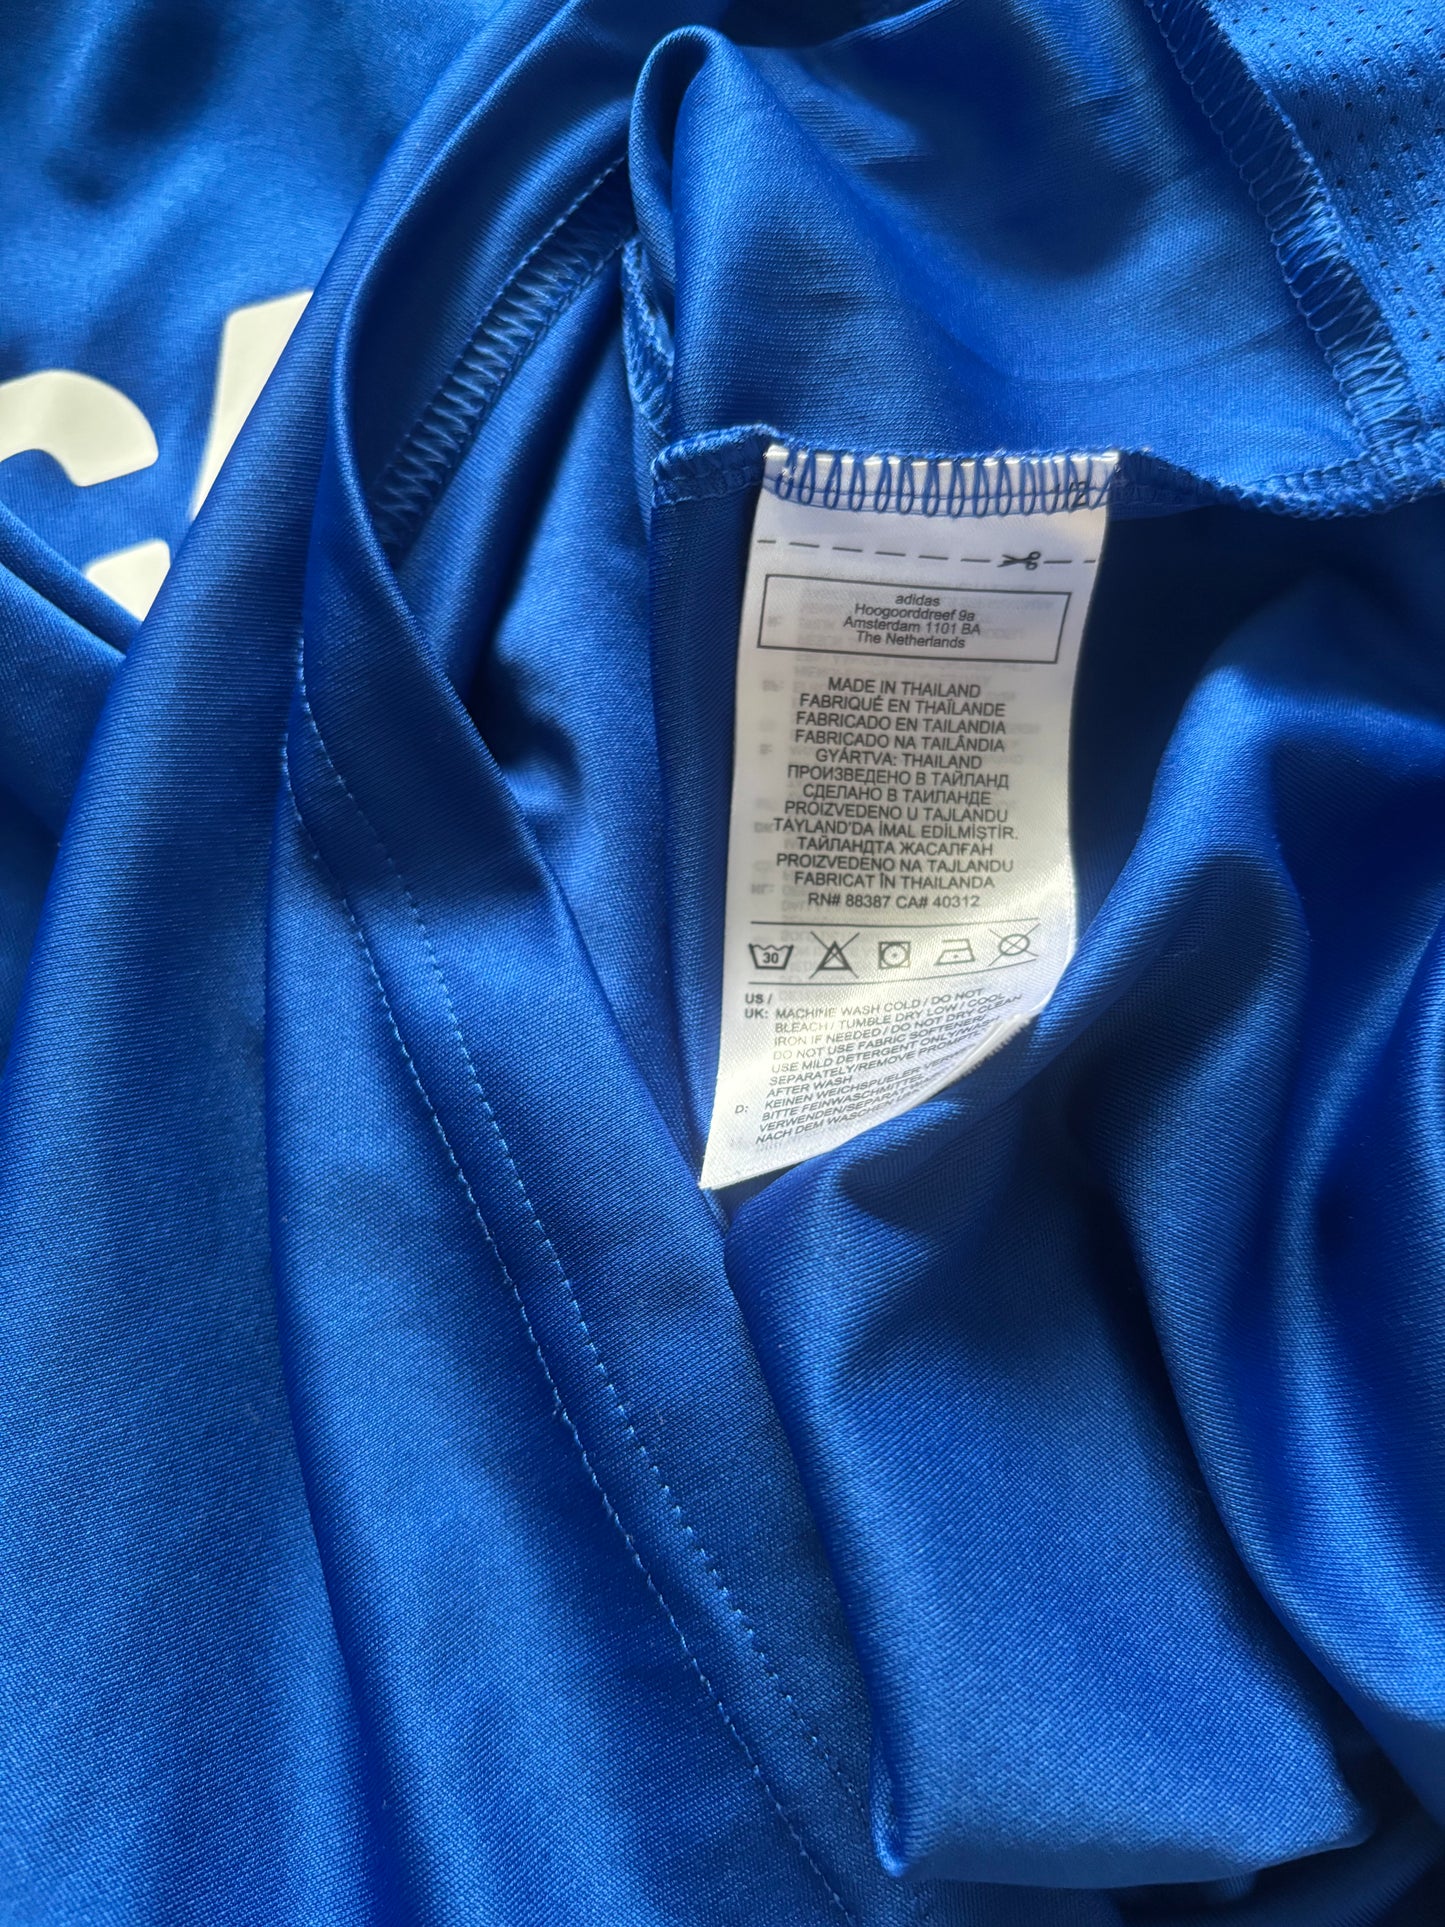 1/2
adidas
Hoogoorddreef 9a
Amsterdam 1101 BA
The Netherlands
MADE IN THAILAND
FABRIQUÉ EN THAÏLANDE
FABRICADO EN TAILANDIA
FABRICADO NA TAILÂNDIA
GYÁRTVA: THAILAND
ПРОИЗВЕДЕНО В ТАЙЛАНД
СДЕЛАНО В ТАИЛАНДЕ
PROIZVEDENO U TAJLANDU
TAYLAND'DA İMAL EDİLMİŞTİR.
ТАЙЛАНДТА ЖАСАЛҒАН
PROIZVEDENO NA TAJLANDU
FABRICAT ÎN THAILANDA
RN# 88387 CA# 40312
30
US /
UK: MACHINE WASH COLD / DO NOT
BLEACH / TUMBLE DRY LOW / COOL
IRON IF NEEDED / DO NOT DRY CLEAN
DO NOT USE FABRIC SOFTENER/
USE MILD DETERGENT ONLY/WASH
SEPARATELY/REMOVE PROMPTLY
AFTER WASH
D: KEINEN WEICHSPUELER
BITTE FEINWASCHMITTEL
VERWENDEN/SEPARAT
NACH DEM WASCHEN